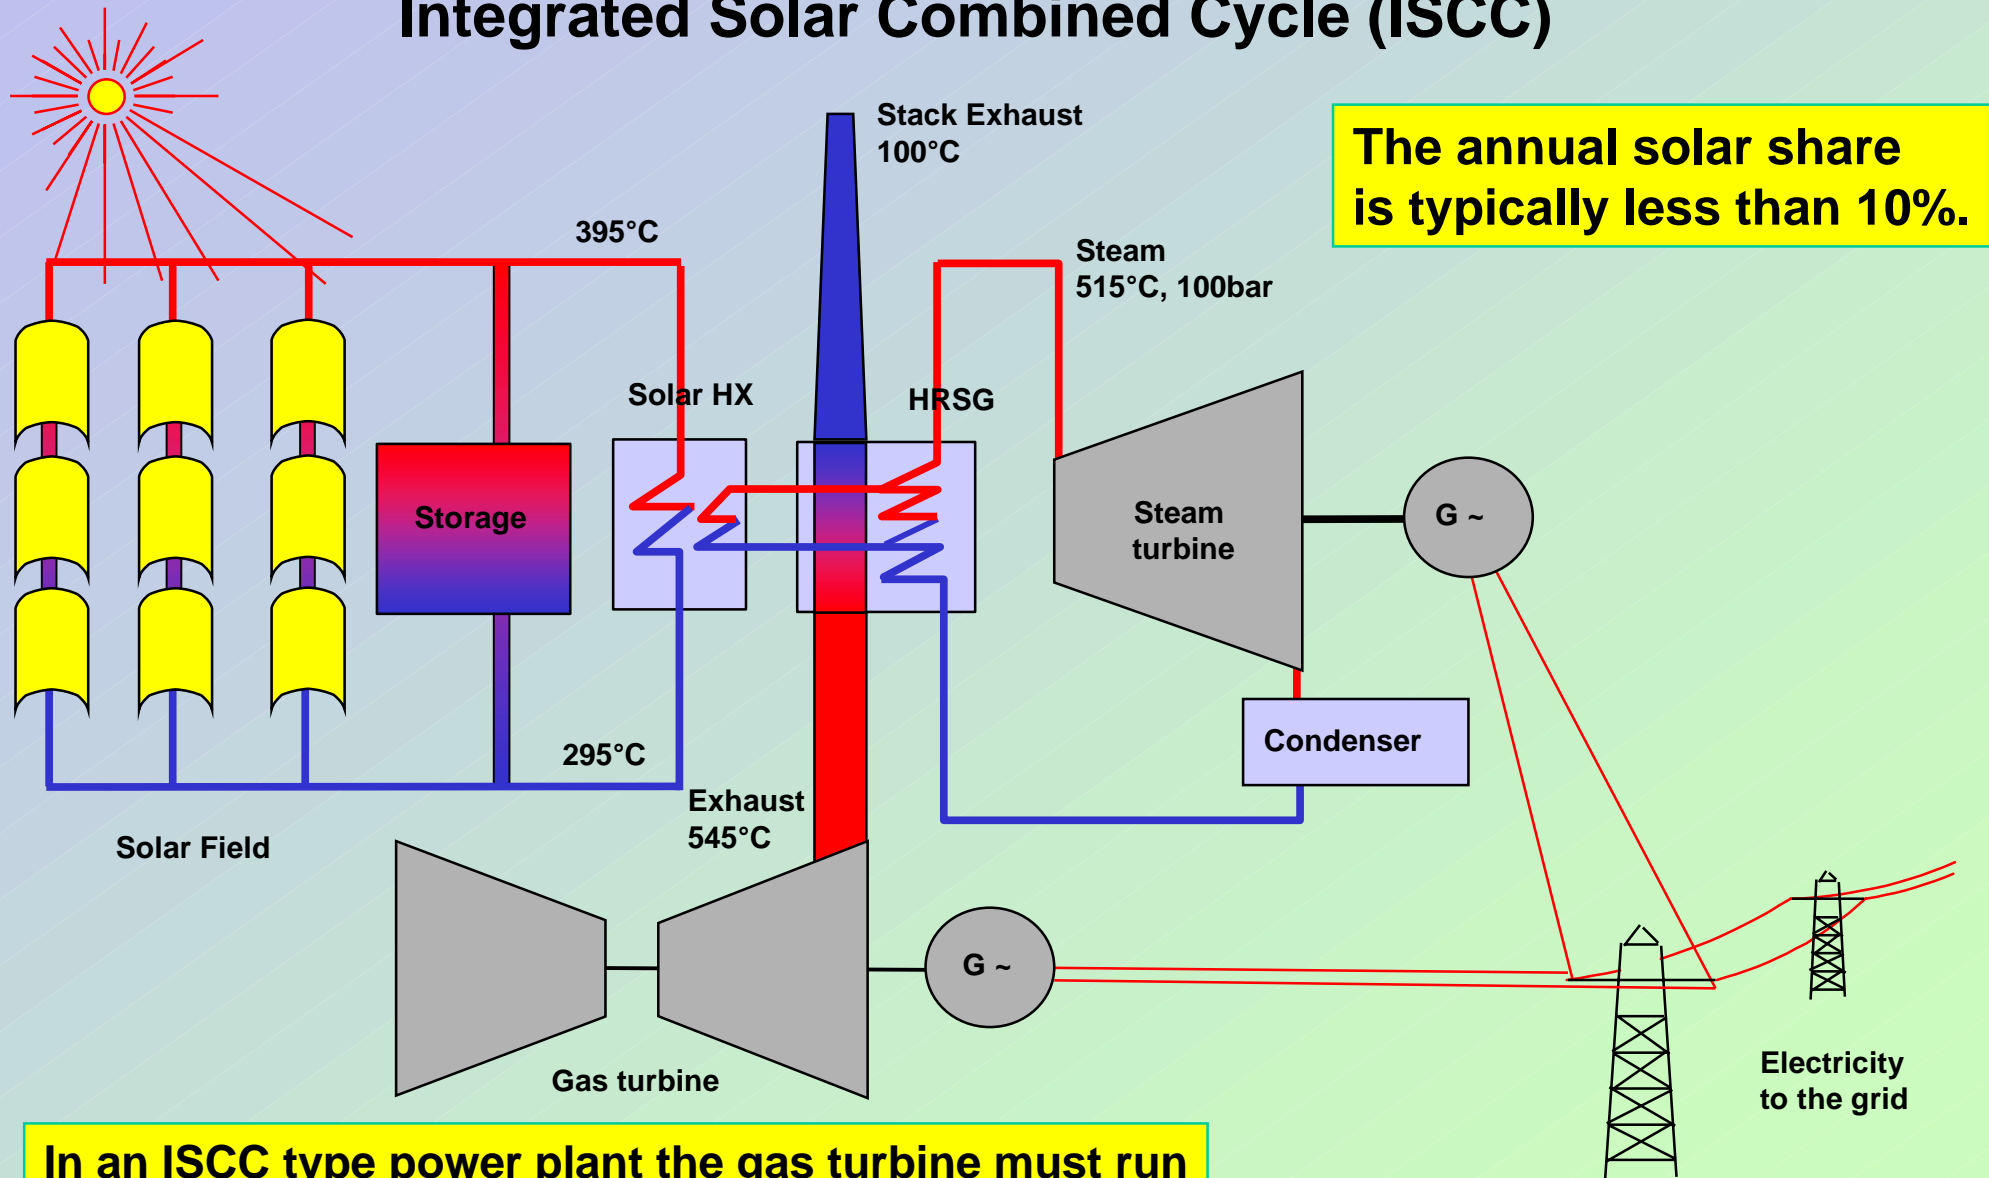 Integrated Solar Combined Cycle (ISCC)
Stack Exhaust
100°C
The annual solar share
is typically less than 10%.
395°C
Steam
515°C, 100bar
Solar HX
HRSG
Storage
Steam
turbine
G ~
Condenser
295°C
Exhaust
545°C
Solar Field
G ~
Gas turbine
Electricity
to the grid
In an ISCC type power plant the gas turbine must run